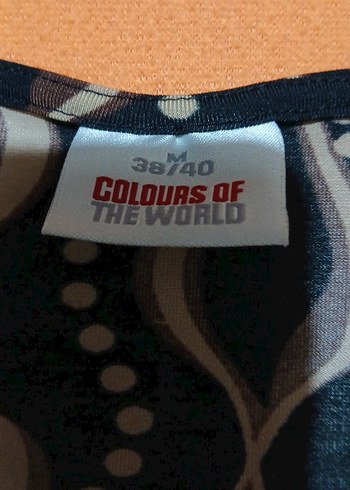 M
38/40
COLOURS OF
THE WORLD